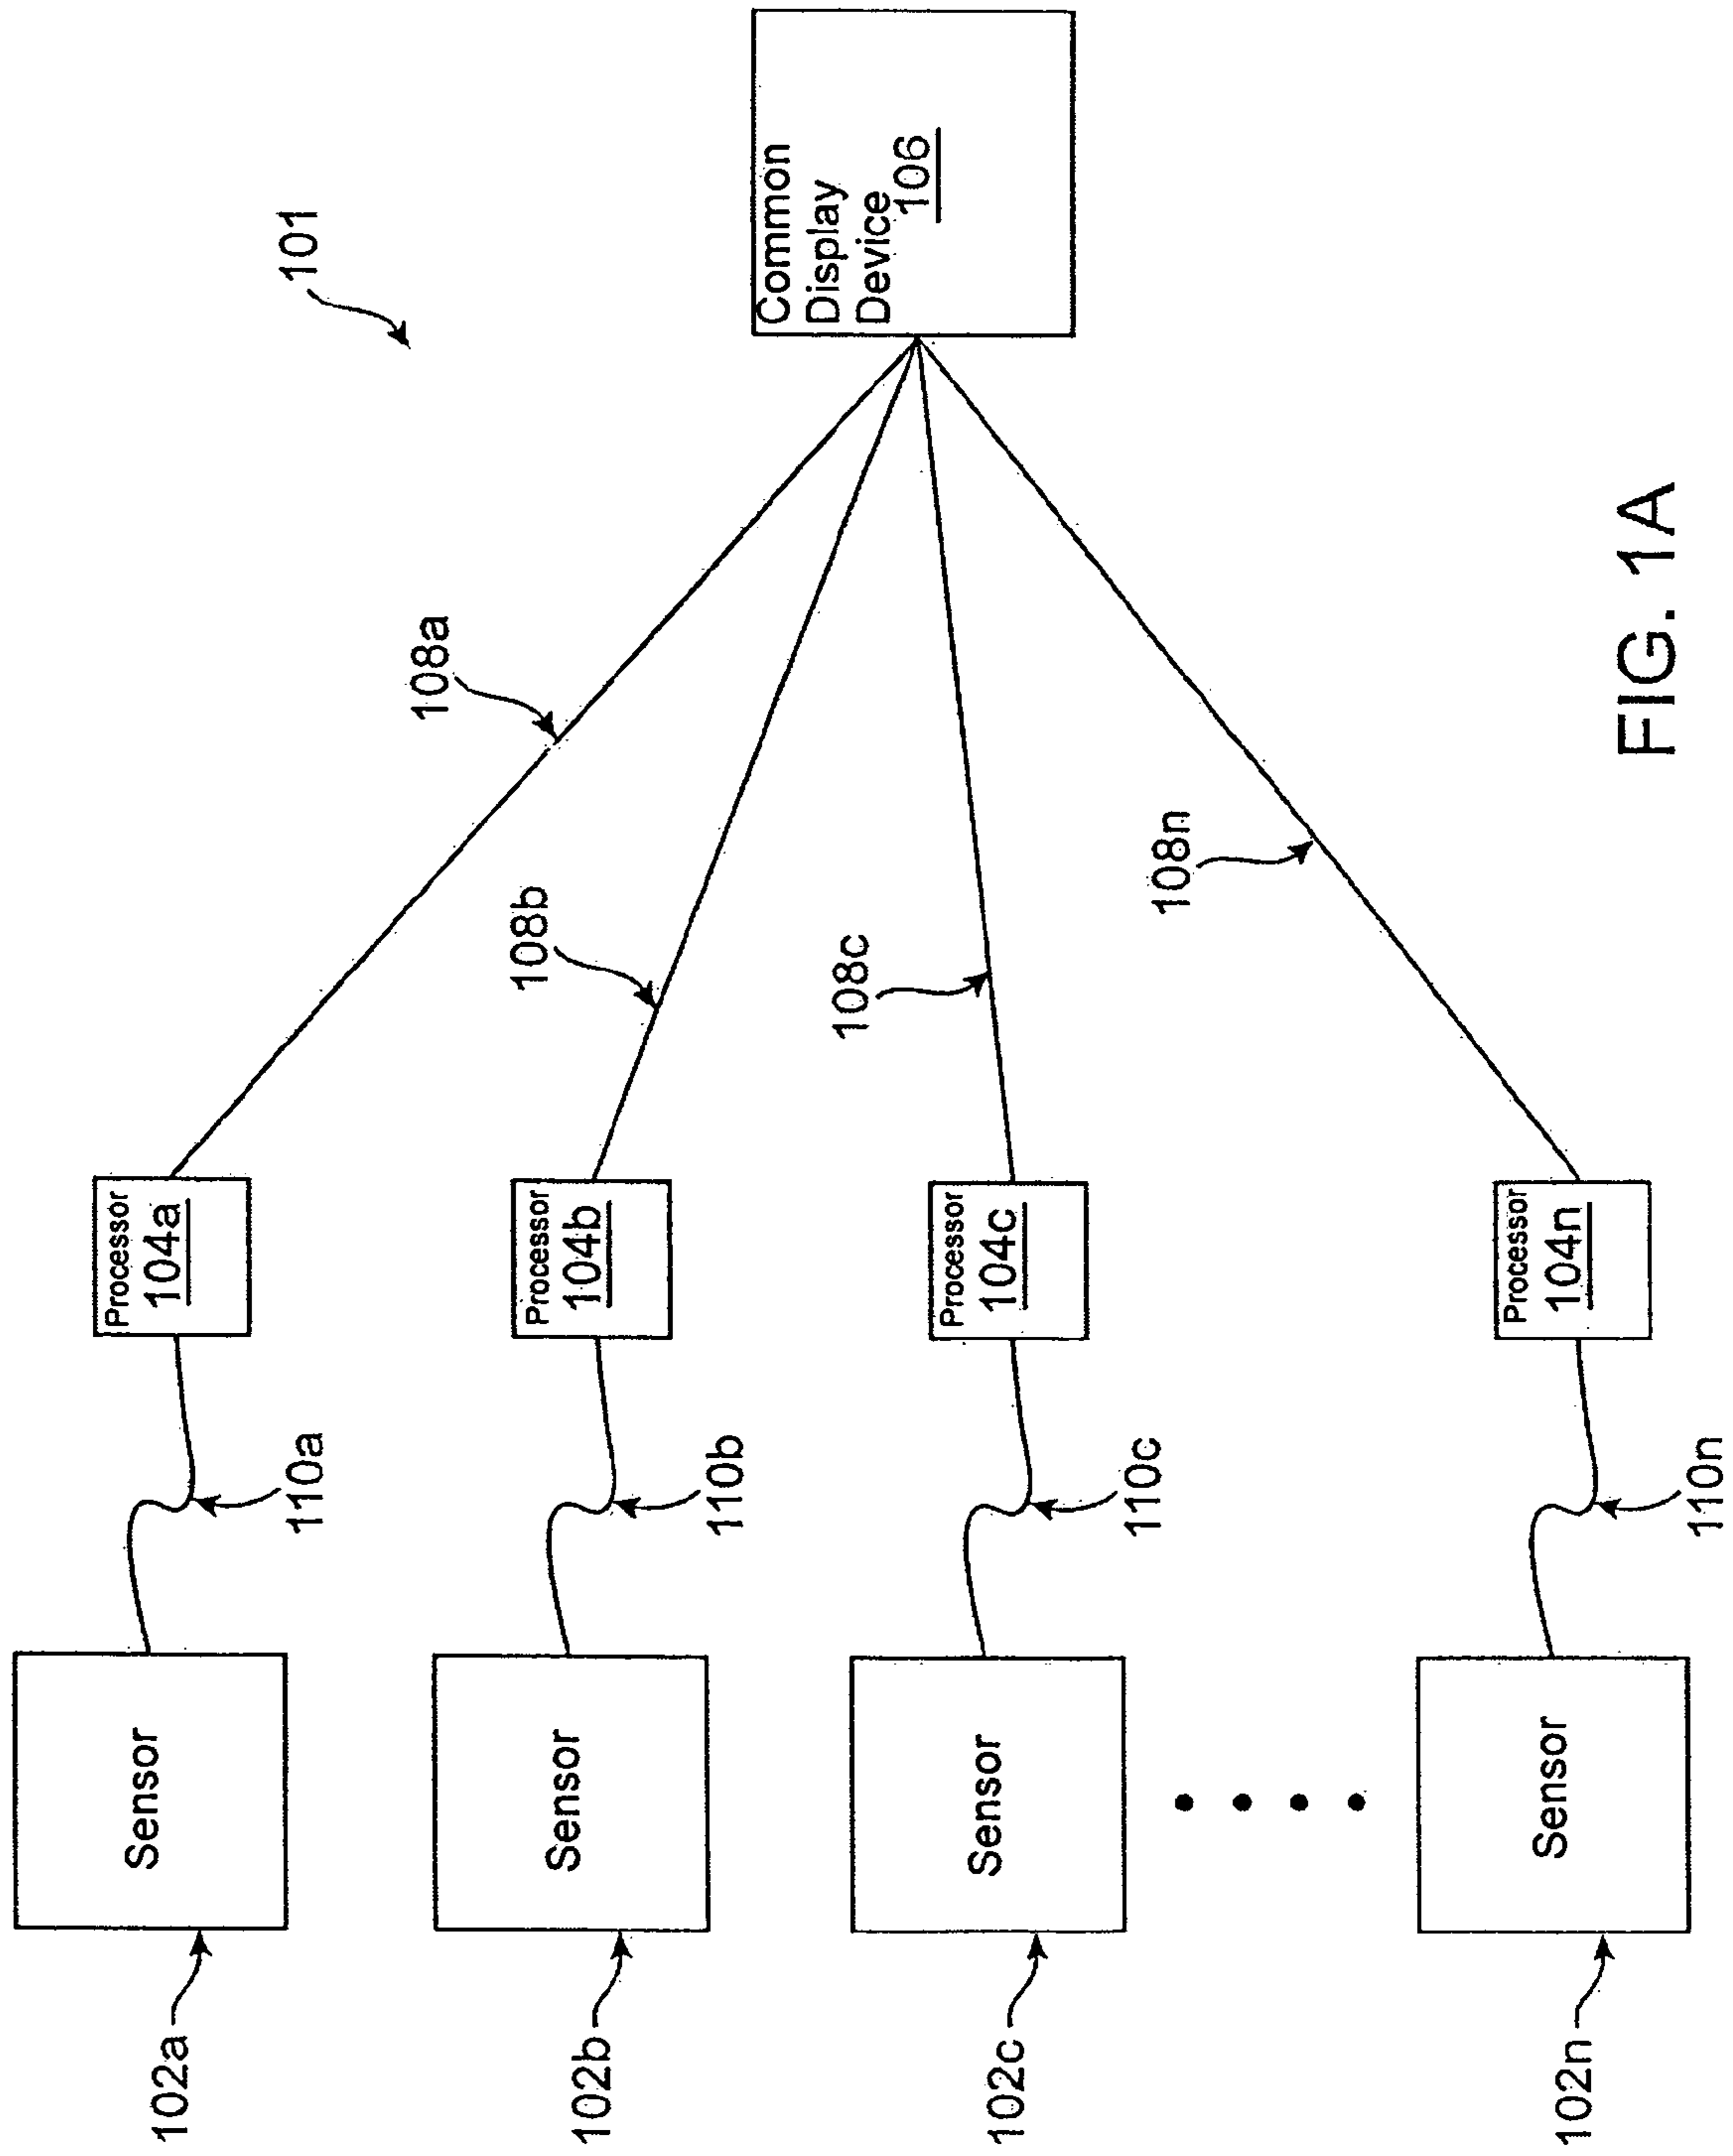 101
102a
Sensor
110a
Processor
104a
108a
102b
Sensor
110b
Processor
104b
108b
Common
Display
Device
106
102c
Sensor
110c
Processor
104c
108c
102n
Sensor
110n
Processor
104n
108n
FIG. 1A